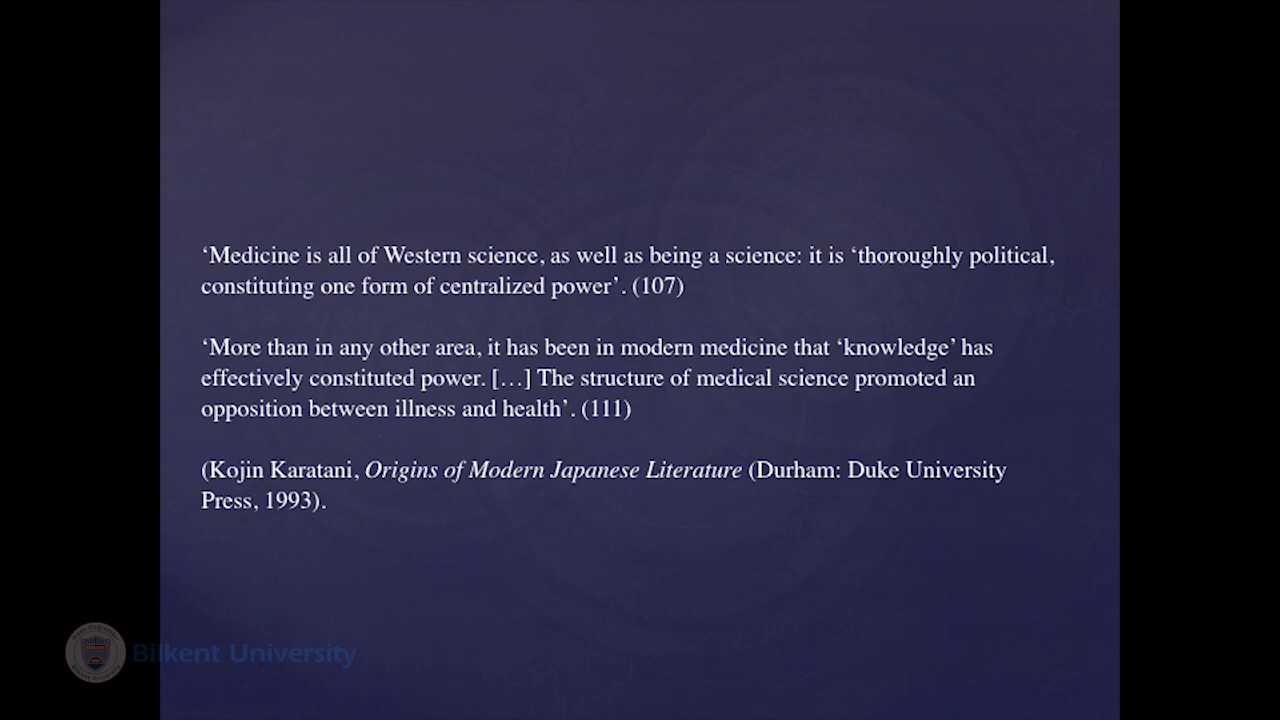 ‘Medicine is all of Western science, as well as being a science: it is ‘thoroughly political,
constituting one form of centralized power’. (107)
‘More than in any other area, it has been in modern medicine that ‘knowledge’ has
effectively constituted power. […] The structure of medical science promoted an
opposition between illness and health’. (111)
(Kojin Karatani, Origins of Modern Japanese Literature (Durham: Duke University
Press, 1993).
Bilkent University